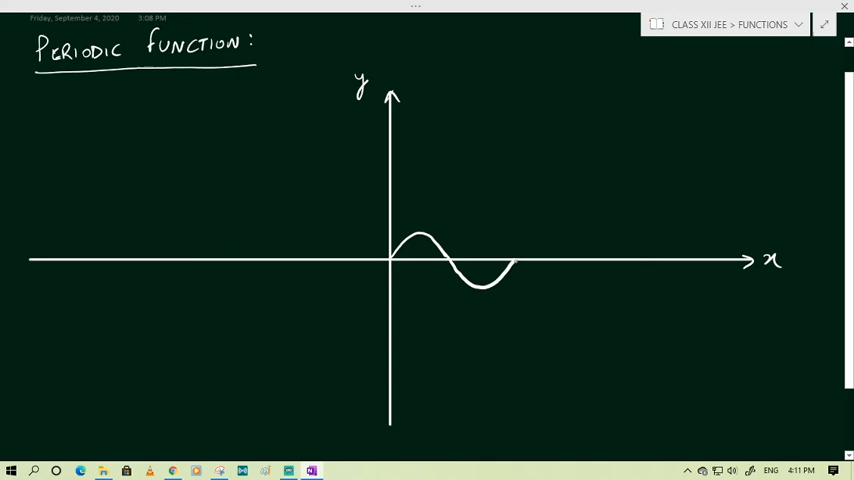 Friday, September 4, 2020 3:08 PM
CLASS XII JEE > FUNCTIONS
PERIODIC FUNCTION:
y
x
ENG 4:11 PM